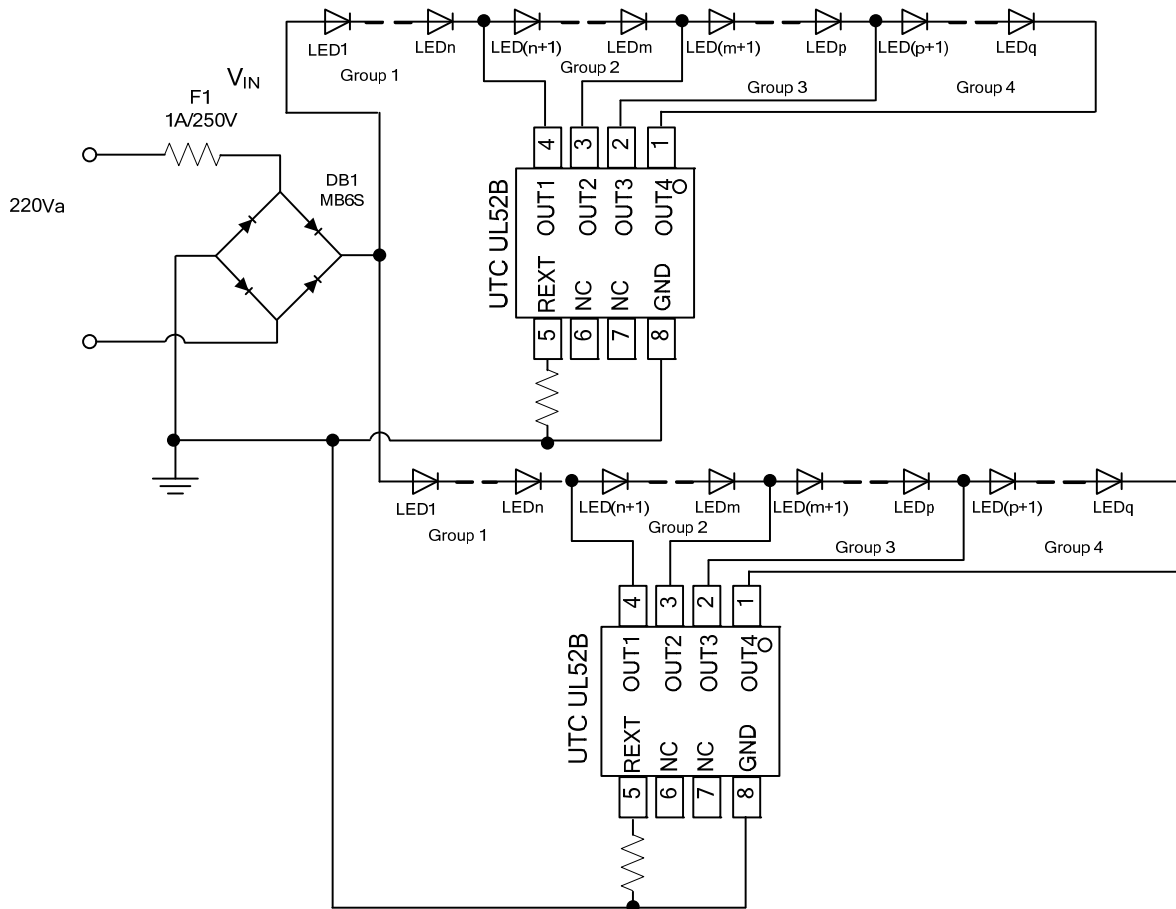 LED1 LEDn LED(n+1) LEDm LED(m+1) LEDp LED(p+1) LEDq
Group 1 Group 2 Group 3 Group 4
VIN
F1
1A/250V
220Va
DB1
MB6S
4 3 2 1
OUT1 OUT2 OUT3 OUT4
UTC UL52B
REXT NC NC GND
5 6 7 8
LED1 LEDn LED(n+1) LEDm LED(m+1) LEDp LED(p+1) LEDq
Group 1 Group 2 Group 3 Group 4
4 3 2 1
OUT1 OUT2 OUT3 OUT4
UTC UL52B
REXT NC NC GND
5 6 7 8